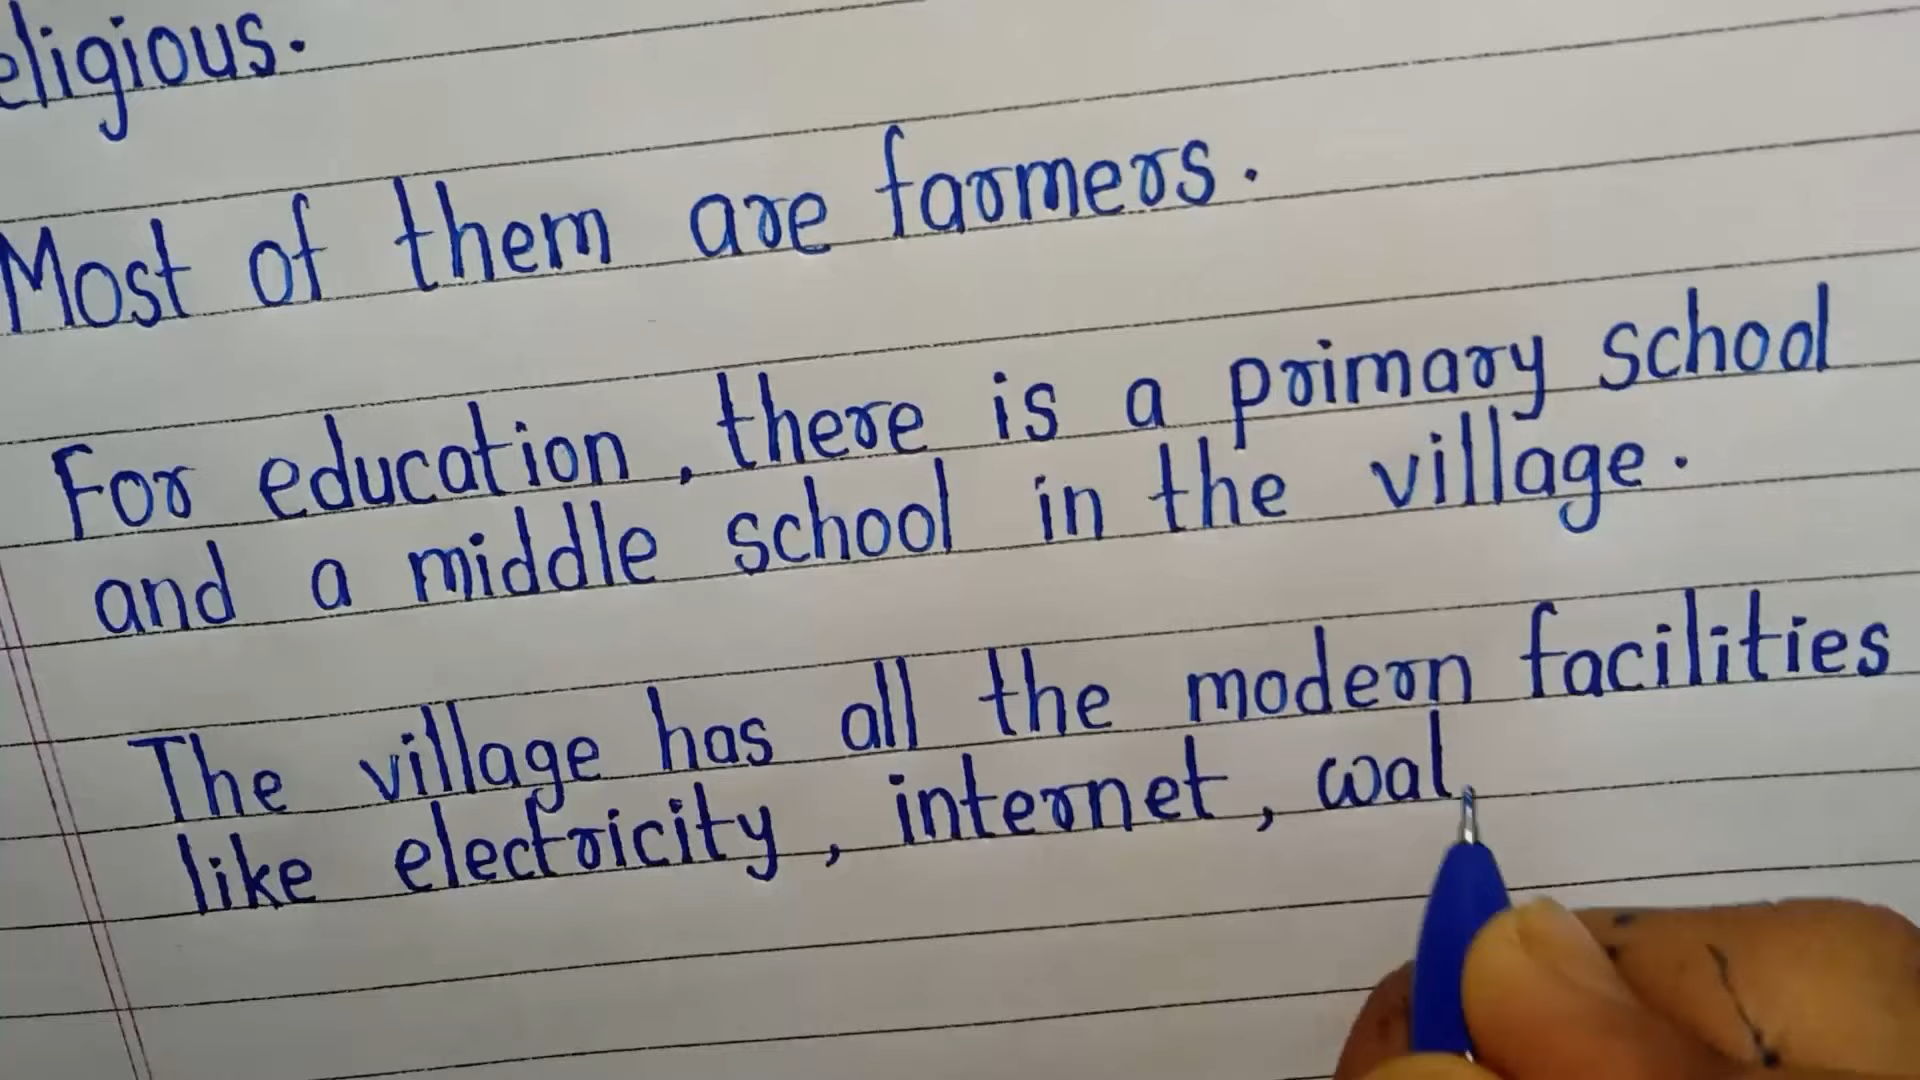 eligious.
Most of them are farmers.
For education, there is a primary school
and a middle school in the village.
The village has all the modern facilities
like electricity, internet, wal